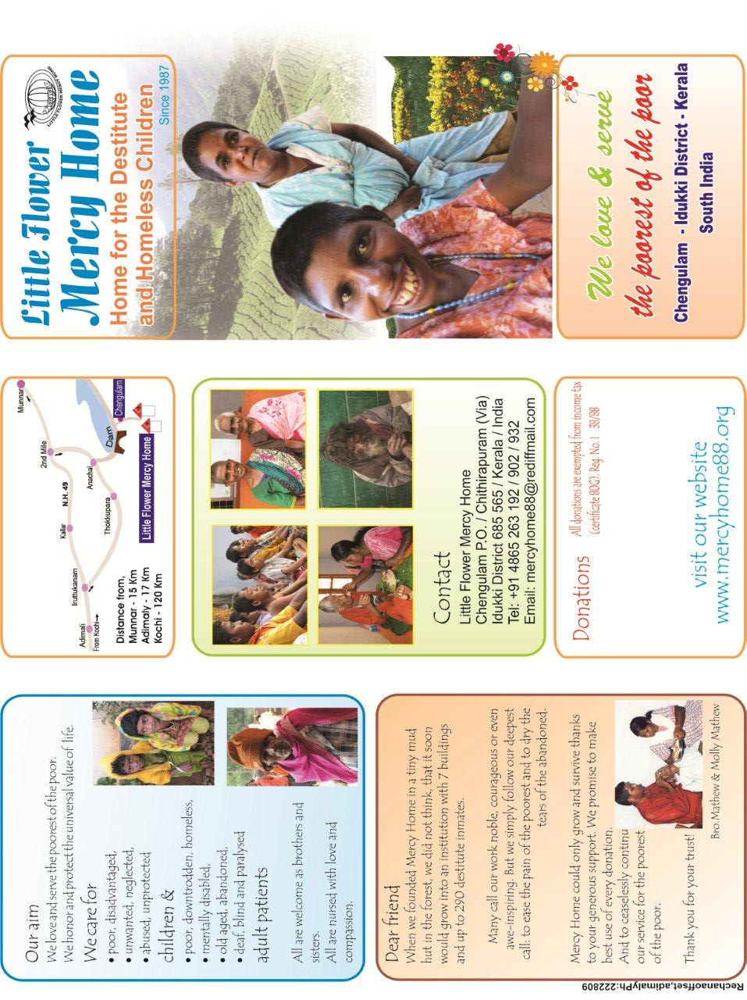 Our aim
We love and serve the poorest of the poor.
We honor and protect the universal value of life.
We care for
• poor, disadvantaged,
• unwanted, neglected,
• abused, unprotected
children &
• poor, downtrodden, homeless,
• mentally disabled,
• old aged, abandoned,
• deaf, blind and paralysed
adult patients
All are welcome as brothers and
sisters.
All are nursed with love and
compassion.
Dear friend
When we founded Mercy Home in a tiny mud
hut in the forest, we did not think, that it soon
would grow into an institution with 7 buildings
and up to 290 destitute inmates.
Many call our work noble, courageous or even
awe-inspiring. But we simply follow our deepest
call: to ease the pain of the poorest and to dry the
tears of the abandoned.
Mercy Home could only grow and survive thanks
to your generous support. We promise to make
best use of every donation.
And to ceaselessly continu
our service for the poorest
of the poor.
Thank you for your trust!
Bro.Mathew & Molly Mathew
Rechanaoffset,adimalyPh:222809
Munnar
2nd Mile
N.H. 49
Kallar
Iruttukanam
Adimali
From Kochi
Anachal
Thokkupara
Dam
Chengulam
Little Flower Mercy Home
Distance from,
Munnar - 15 Km
Adimaly - 17 Km
Kochi - 120 Km
Contact
Little Flower Mercy Home
Chengulam P.O. / Chithirapuram (Via)
Idukki District 685 565 / Kerala / India
Tel: +91 4865 263 192 / 902 / 932
Email: mercyhome88@rediffmail.com
Donations
All donations are exempted from income tax
(certificate 80G). Reg. No.1 38/88
visit our website
www.mercyhome88.org
Little Flower
Mercy Home
Home for the Destitute
and Homeless Children
Since 1987
We love & serve
the poorest of the poor
Chengulam - Idukki District - Kerala
South India